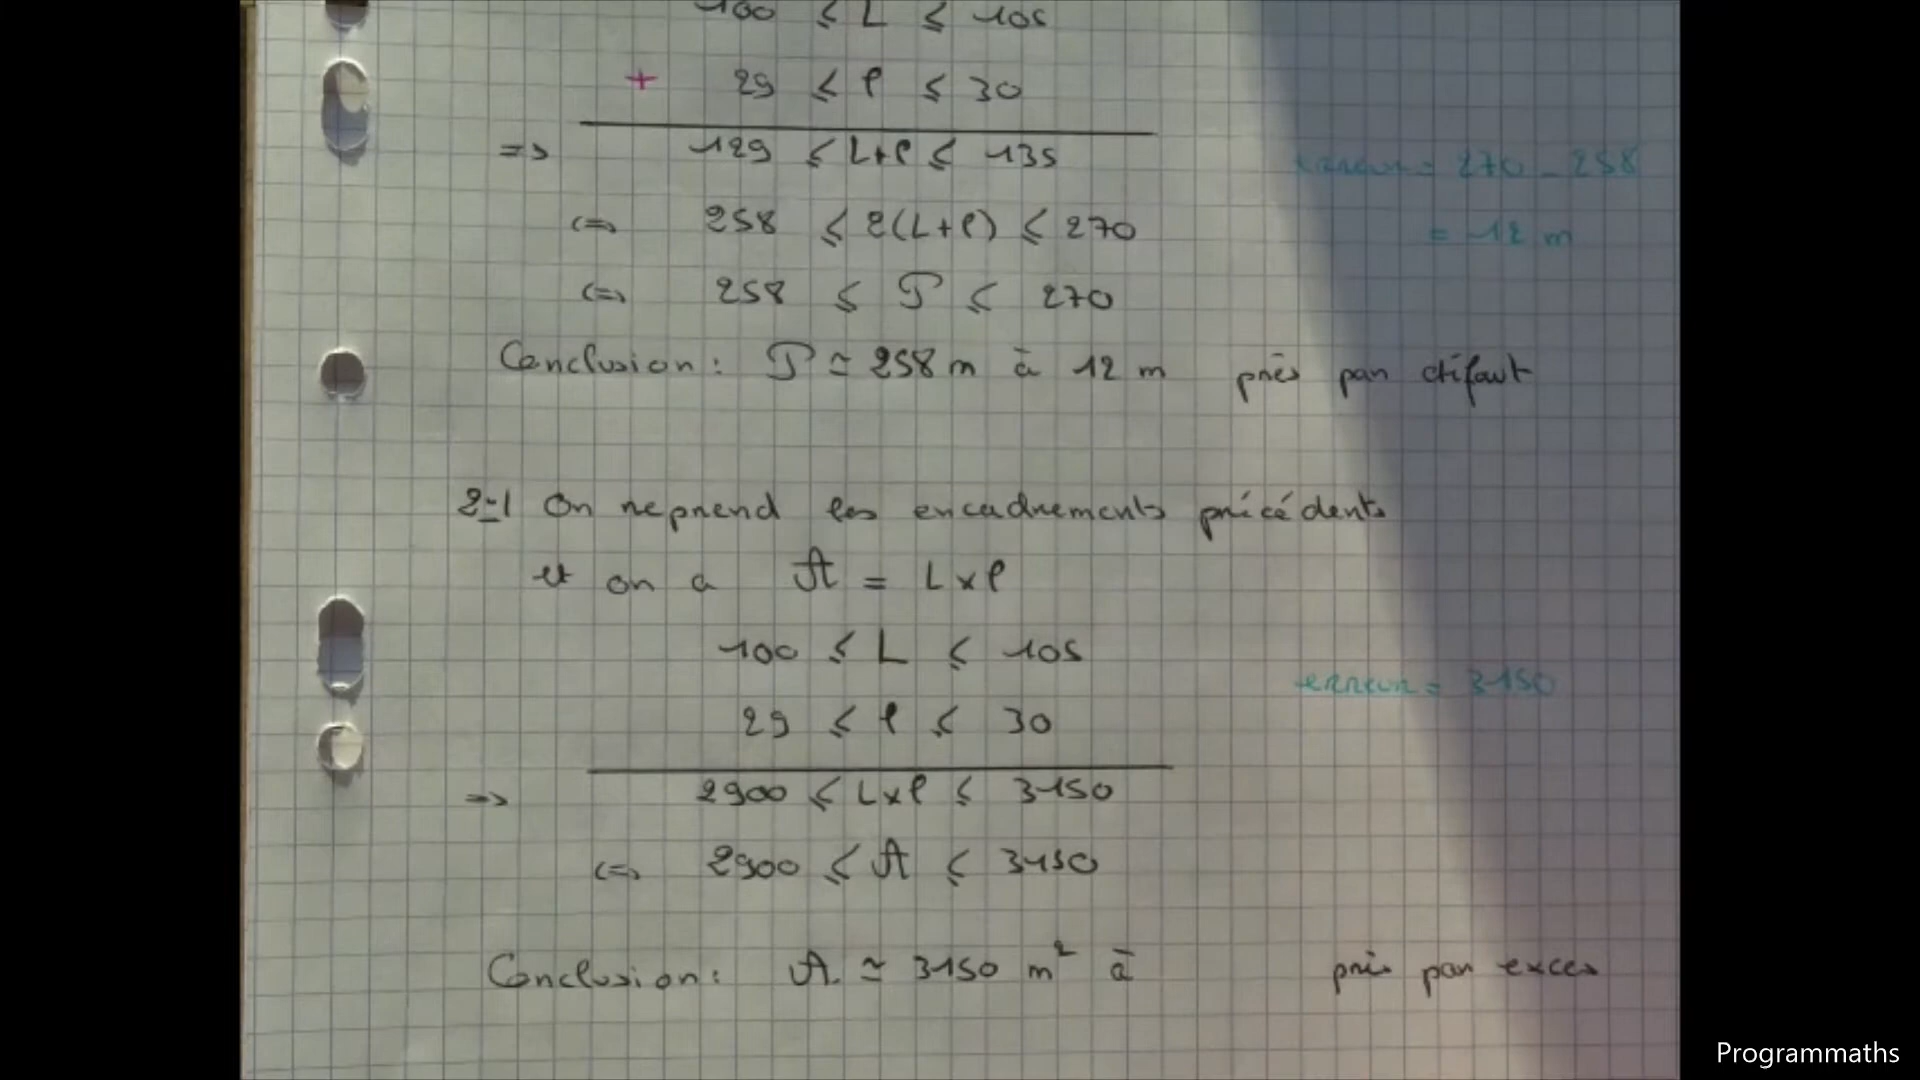 100 ⩽ L ⩽ 105
+ 29 ⩽ l ⩽ 30
=> 129 ⩽ L+l ⩽ 135
erreur = 270 - 258
<=> 258 ⩽ 2(L+l) ⩽ 270
= 12 m
<=> 258 ⩽ P ⩽ 270
Conclusion : P ≃ 258 m à 12 m près par défaut
2-1 On reprend les encadrements précédents
et on a A = L x l
100 ⩽ L ⩽ 105
erreur = 3150
29 ⩽ l ⩽ 30
=> 2900 ⩽ L x l ⩽ 3150
<=> 2900 ⩽ A ⩽ 3150
Conclusion : A ≃ 3150 m² à près par exces
Programmaths